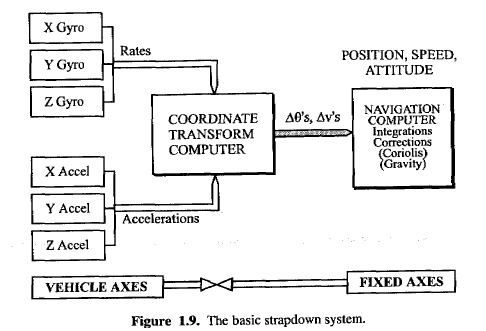 X Gyro
Y Gyro
Z Gyro
Rates
X Accel
Y Accel
Z Accel
Accelerations
COORDINATE
TRANSFORM
COMPUTER
Δθ's, Δv's
POSITION, SPEED,
ATTITUDE
NAVIGATION
COMPUTER
Integrations
Corrections
(Coriolis)
(Gravity)
VEHICLE AXES
FIXED AXES
Figure 1.9. The basic strapdown system.